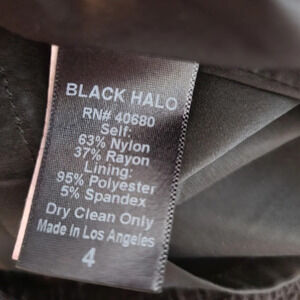 BLACK HALO
RN# 40680
Self:
63% Nylon
37% Rayon
Lining:
95% Polyester
5% Spandex
Dry Clean Only
Made in Los Angeles
4